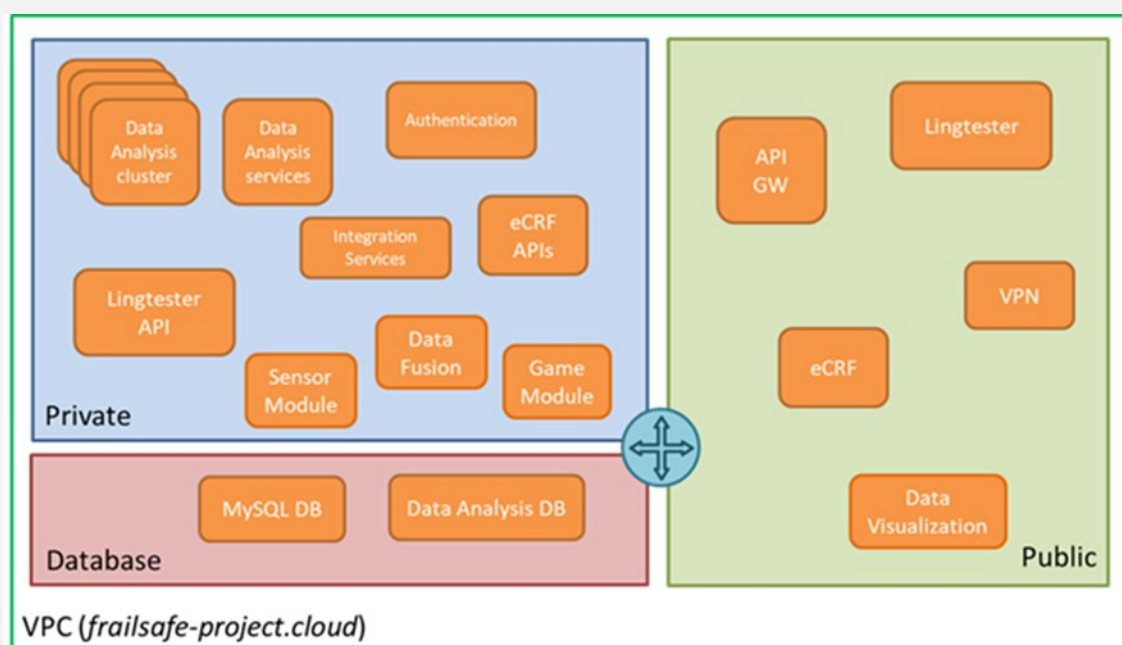 Data
Analysis
cluster
Data
Analysis
services
Authentication
Integration
Services
eCRF
APIs
Lingtester
API
Sensor
Module
Data
Fusion
Game
Module
Private
MySQL DB
Data Analysis DB
Database
API
GW
Lingtester
VPN
eCRF
Data
Visualization
Public
VPC (frailsafe-project.cloud)